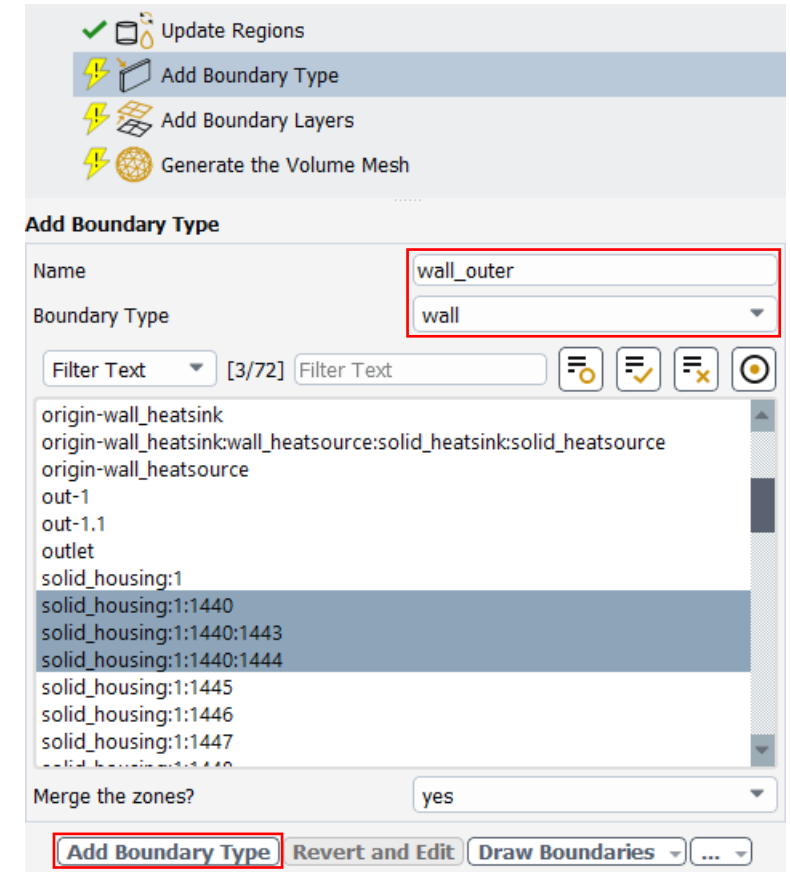 Update Regions
Add Boundary Type
Add Boundary Layers
Generate the Volume Mesh
Add Boundary Type
Name wall_outer
Boundary Type wall
Filter Text [3/72] Filter Text
origin-wall_heatsink
origin-wall_heatsink:wall_heatsource:solid_heatsink:solid_heatsource
origin-wall_heatsource
out-1
out-1.1
outlet
solid_housing:1
solid_housing:1:1440
solid_housing:1:1440:1443
solid_housing:1:1440:1444
solid_housing:1:1445
solid_housing:1:1446
solid_housing:1:1447
Merge the zones? yes
Add Boundary Type Revert and Edit Draw Boundaries ...